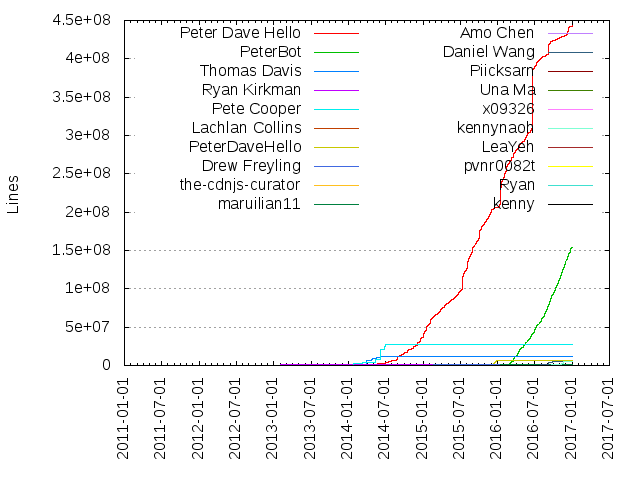 4.5e+08
4e+08
3.5e+08
3e+08
2.5e+08
2e+08
1.5e+08
1e+08
5e+07
0
Lines
Peter Dave Hello
PeterBot
Thomas Davis
Ryan Kirkman
Pete Cooper
Lachlan Collins
PeterDaveHello
Drew Freyling
the-cdnjs-curator
maruilian11
Amo Chen
Daniel Wang
Piicksarn
Una Ma
x09326
kennynaoh
LeaYeh
pvnr0082t
Ryan
kenny
2011-01-01
2011-07-01
2012-01-01
2012-07-01
2013-01-01
2013-07-01
2014-01-01
2014-07-01
2015-01-01
2015-07-01
2016-01-01
2016-07-01
2017-01-01
2017-07-01